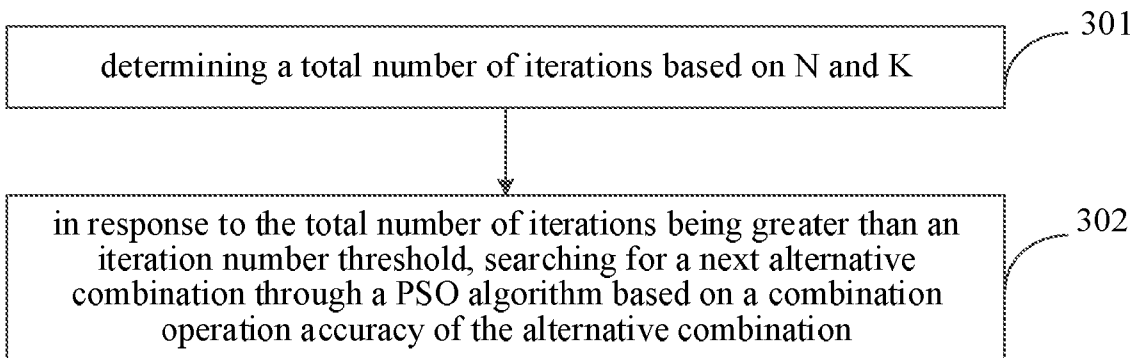 301
determining a total number of iterations based on N and K
302
in response to the total number of iterations being greater than an
iteration number threshold, searching for a next alternative
combination through a PSO algorithm based on a combination
operation accuracy of the alternative combination